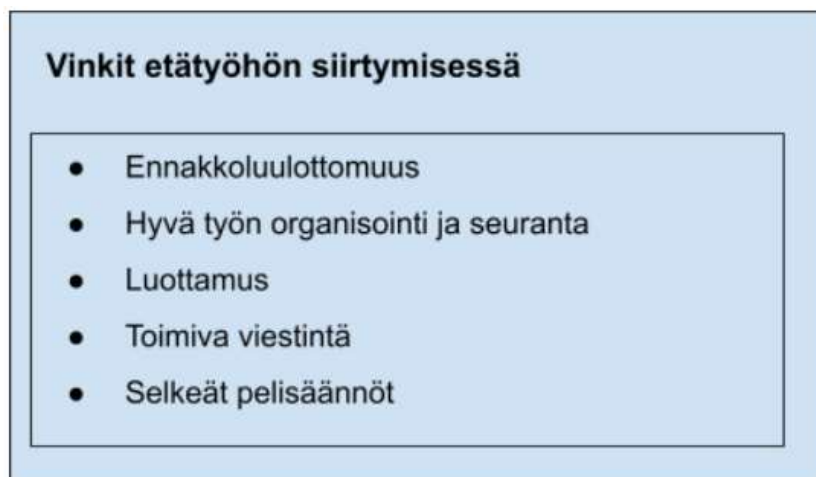 Vinkit etätyöhön siirtymisessä
● Ennakkoluulottomuus
● Hyvä työn organisointi ja seuranta
● Luottamus
● Toimiva viestintä
● Selkeät pelisäännöt